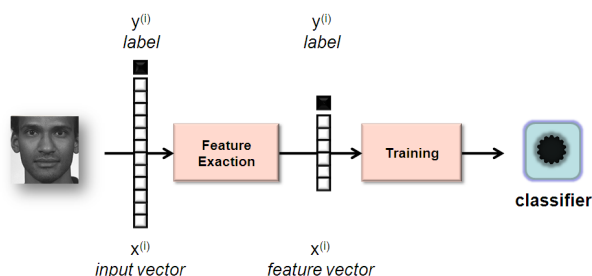 y(i)
label
y(i)
label
Feature
Exaction
Training
classifier
x(i)
input vector
x(i)
feature vector